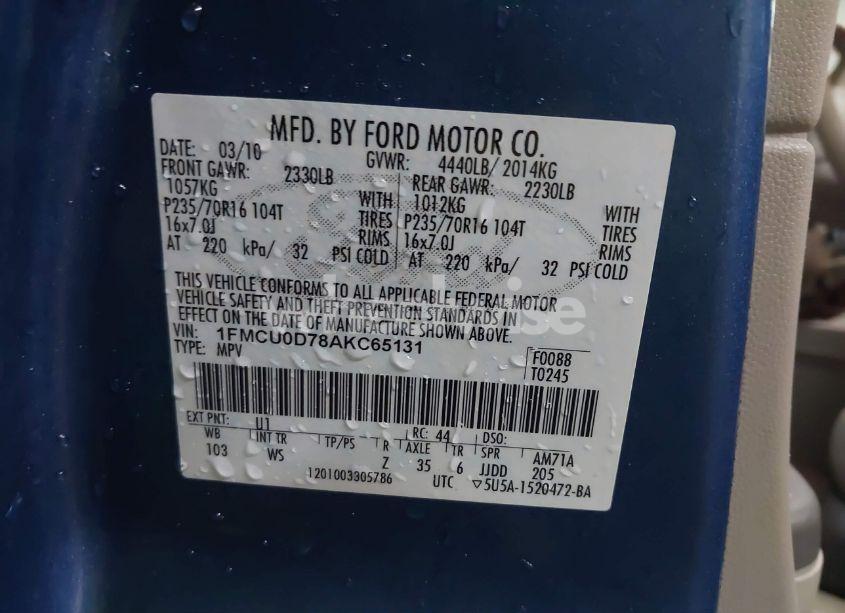 MFD. BY FORD MOTOR CO.
DATE: 03/10 GVWR: 4440LB/ 2014KG
FRONT GAWR: 2330LB REAR GAWR: 2230LB
1057KG WITH 1012KG WITH
P235/70R16 104T TIRES P235/70R16 104T TIRES
16x7.0J RIMS 16x7.0J RIMS
AT 220 kPa/ 32 PSI COLD AT 220 kPa/ 32 PSI COLD
THIS VEHICLE CONFORMS TO ALL APPLICABLE FEDERAL MOTOR
VEHICLE SAFETY AND THEFT PREVENTION STANDARDS IN
EFFECT ON THE DATE OF MANUFACTURE SHOWN ABOVE.
VIN: 1FMCU0D78AKC65131
TYPE: MPV
F0088
T0245
EXT PNT: U1 RC: 44 DSO:
WB INT TR TP/PS R AXLE TR SPR AM71A
103 WS Z 35 6 JJDD 205
1201003305786 UTC ▽5U5A-1520472-BA